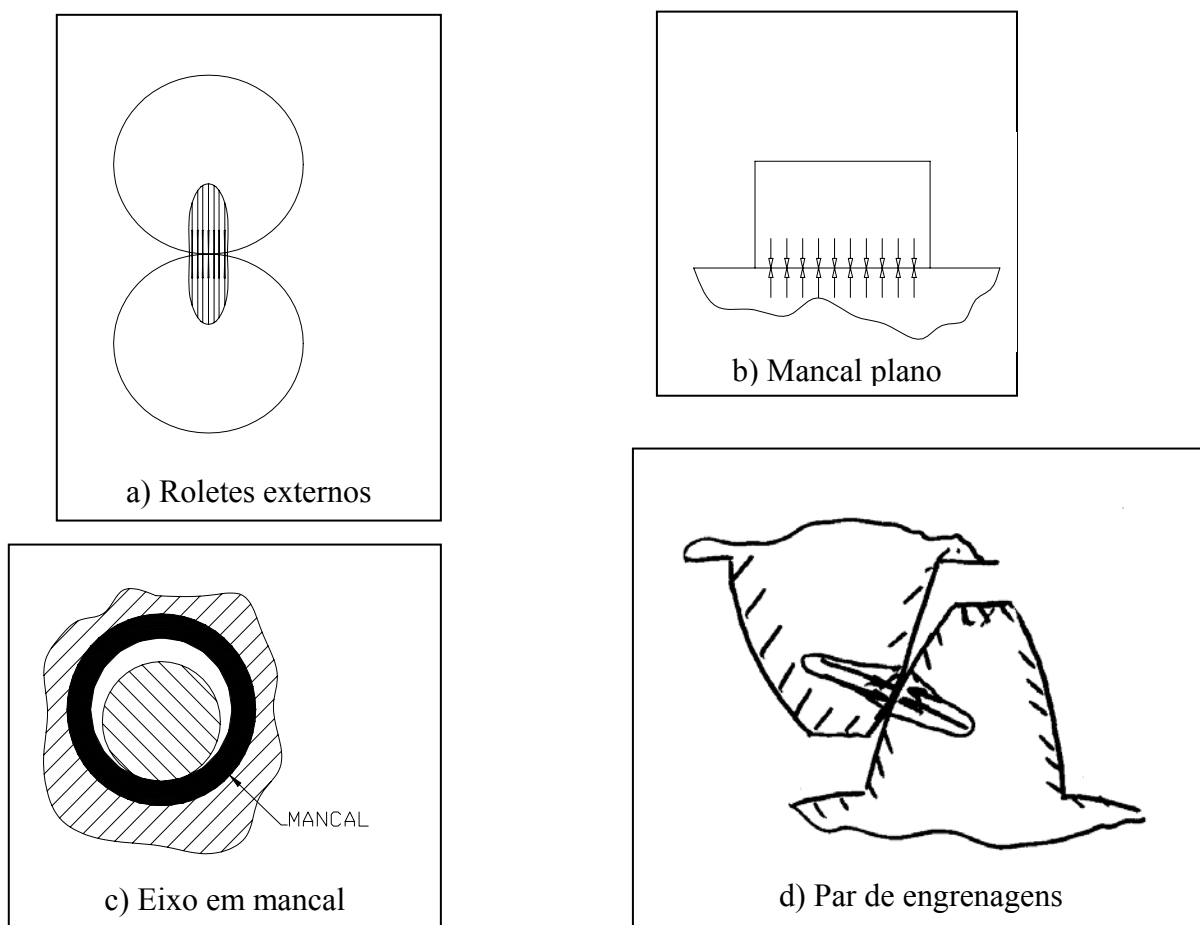 a) Roletes externos
b) Mancal plano
MANCAL
c) Eixo em mancal
d) Par de engrenagens